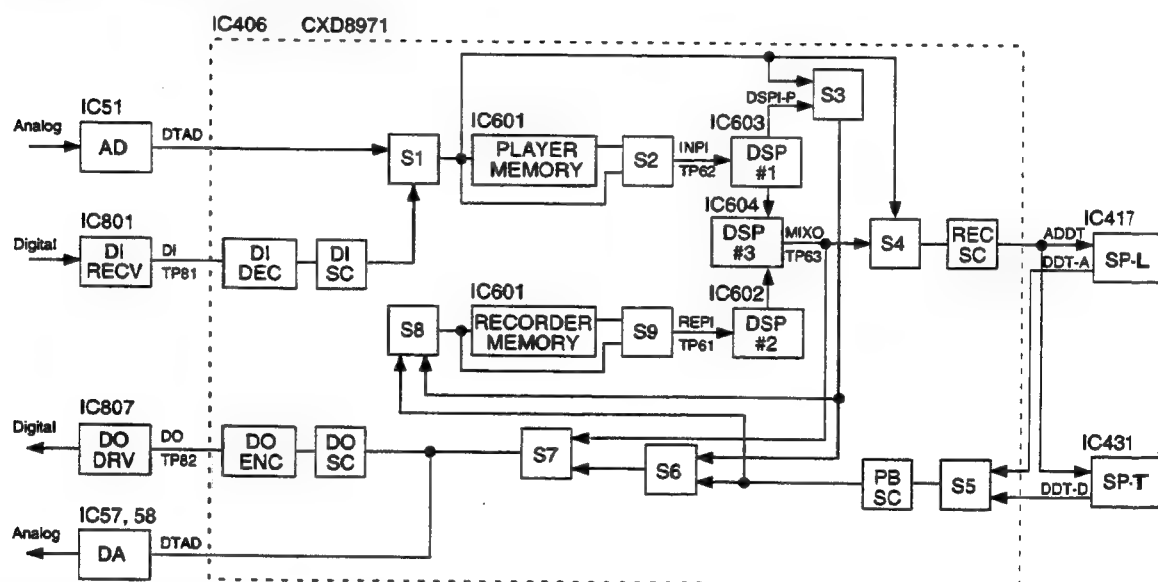 IC406 CXD8971
IC51
Analog
AD
DTAD
S1
IC601
PLAYER
MEMORY
S2
INPI
TP62
IC603
DSP
#1
DSPI-P
S3
IC801
Digital
DI
RECV
DI
TP81
DI
DEC
DI
SC
IC604
DSP
#3
MIXO
TP63
S4
REC
SC
ADDT
DDT-A
IC417
SP-L
S8
IC601
RECORDER
MEMORY
S9
REPI
TP61
IC602
DSP
#2
IC807
Digital
DO
DRV
DO
TP82
DO
ENC
DO
SC
S7
S6
PB
SC
S5
DDT-D
IC431
SP-T
IC57, 58
Analog
DA
DTAD